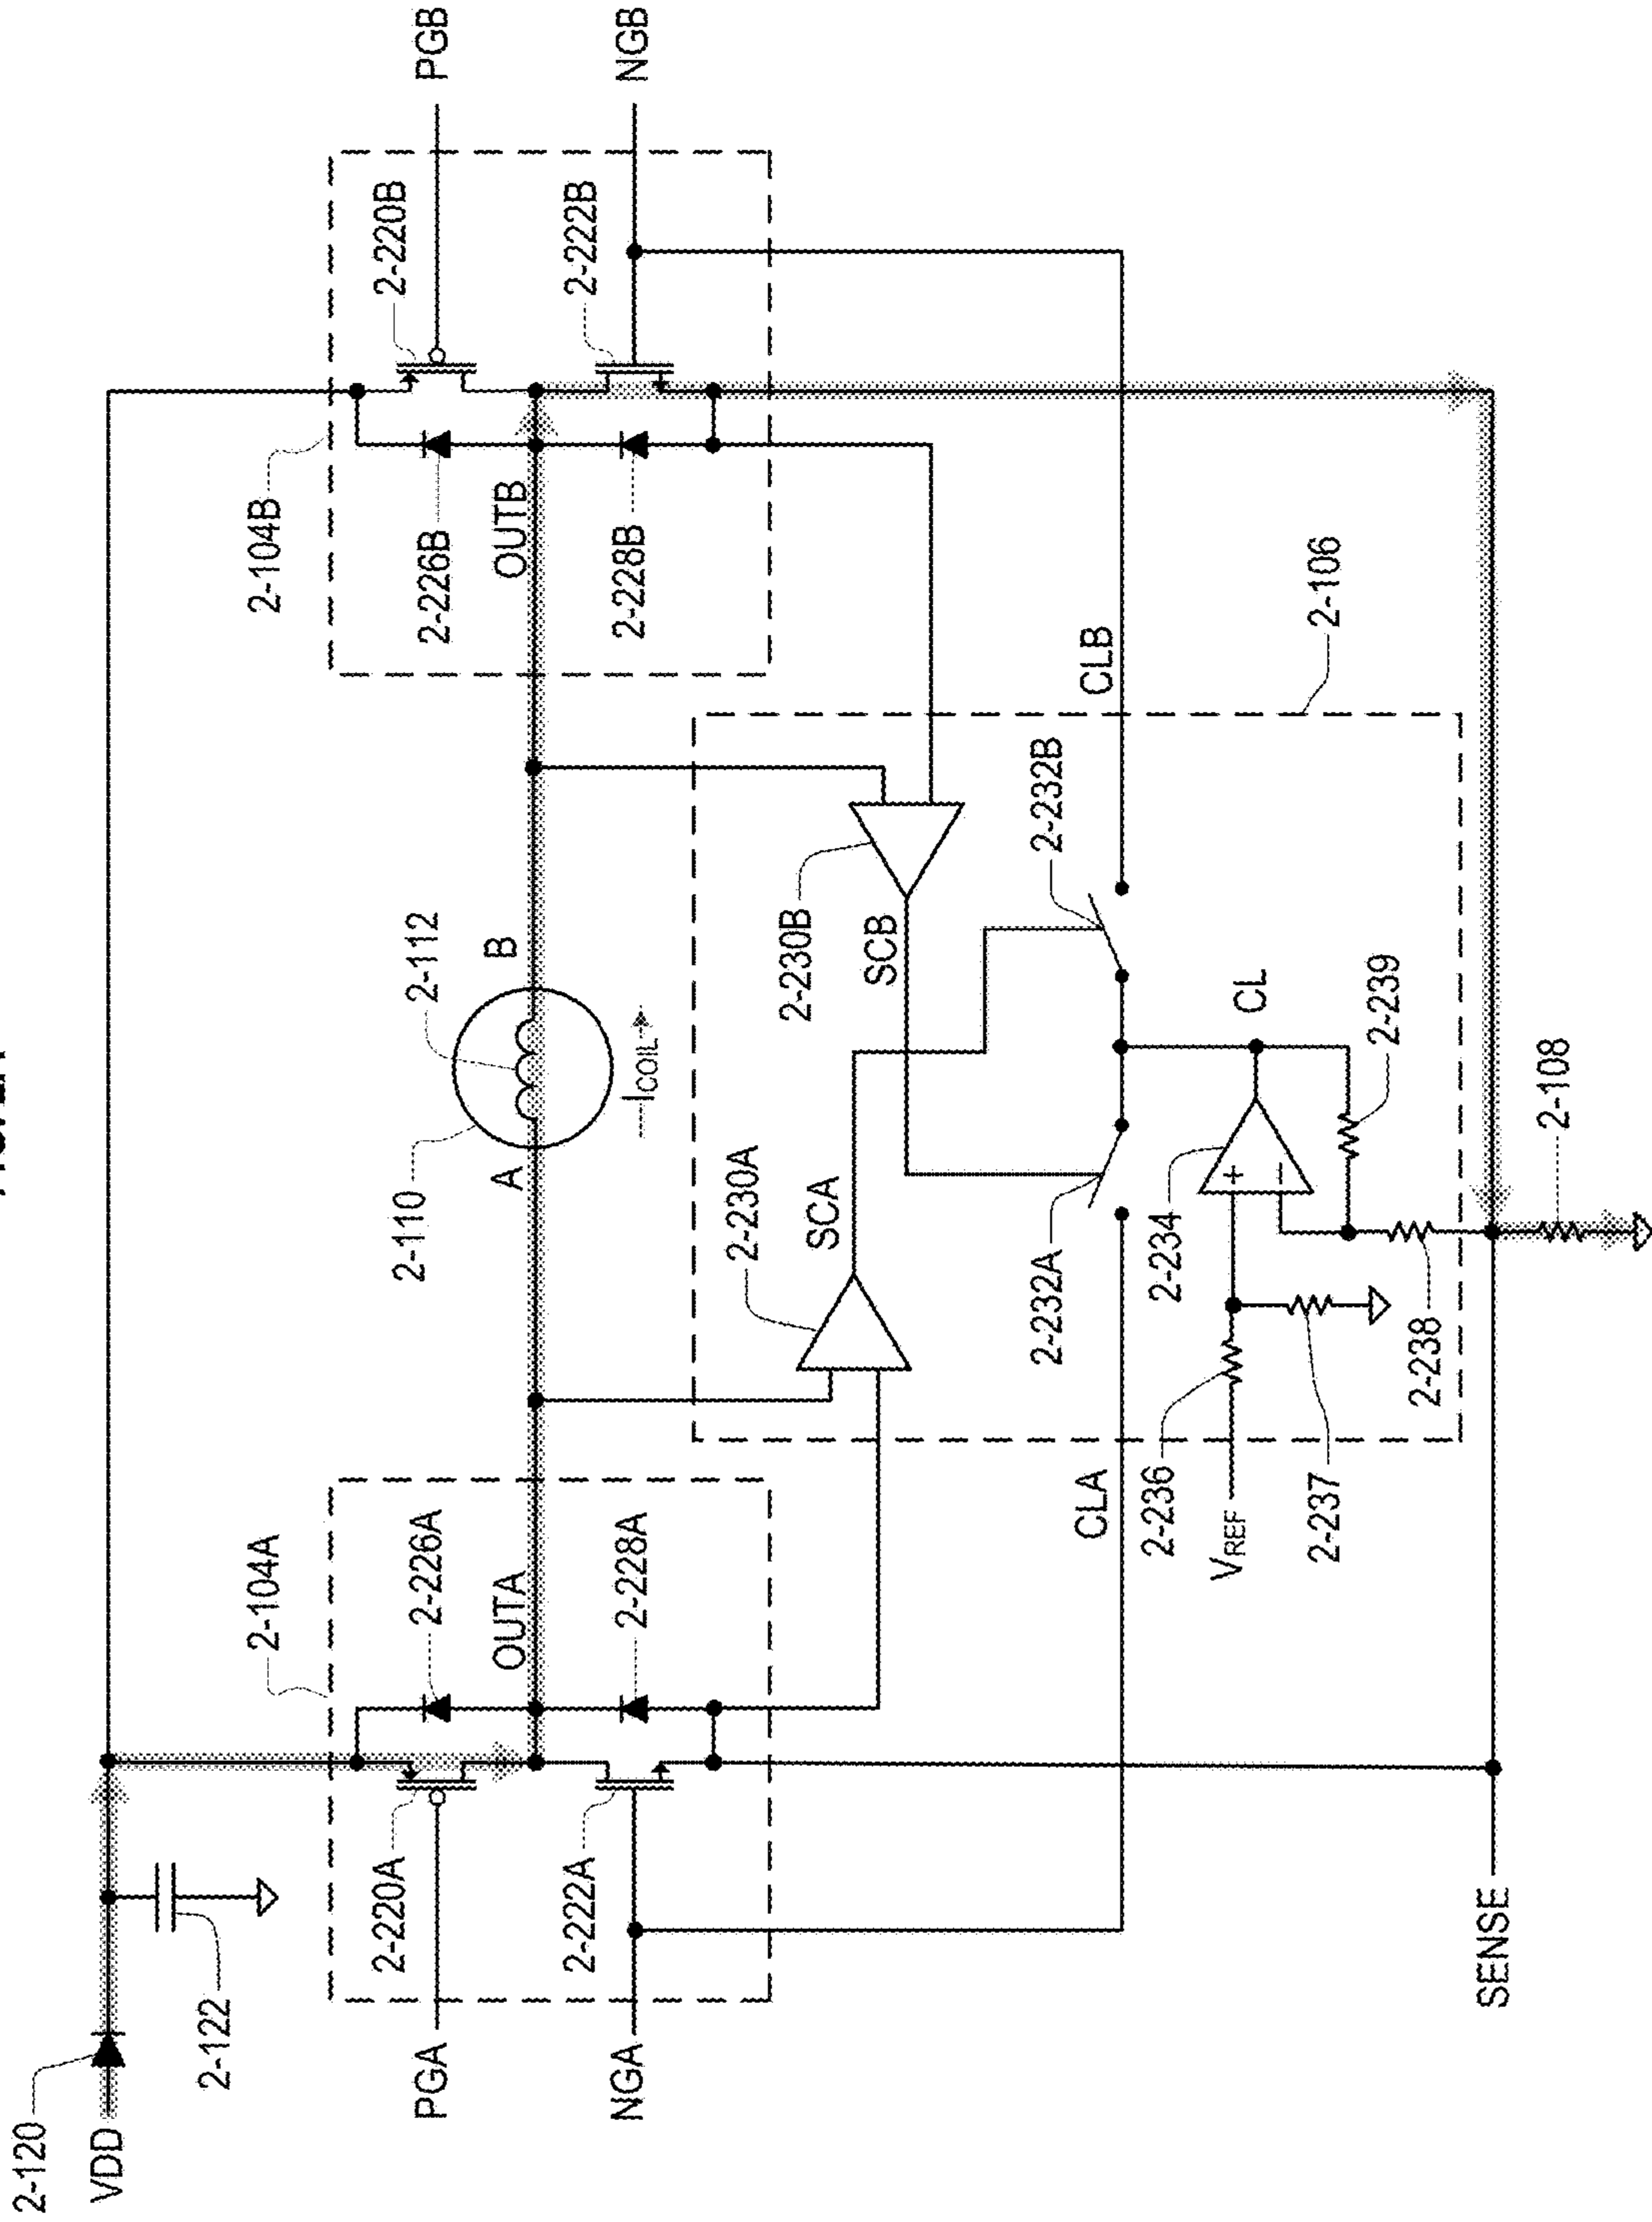 2-120
VDD
2-122
2-104A
2-104B
PGA
2-220A
2-226A
PGB
2-220B
2-226B
OUTA
OUTB
NGA
2-222A
2-228A
NGB
2-222B
2-228B
2-110
2-112
A
B
ICOIL
2-230A
SCA
2-230B
SCB
2-232A
2-232B
CLA
CLB
2-106
2-234
+
−
CL
2-236
VREF
2-237
2-238
2-239
SENSE
2-108